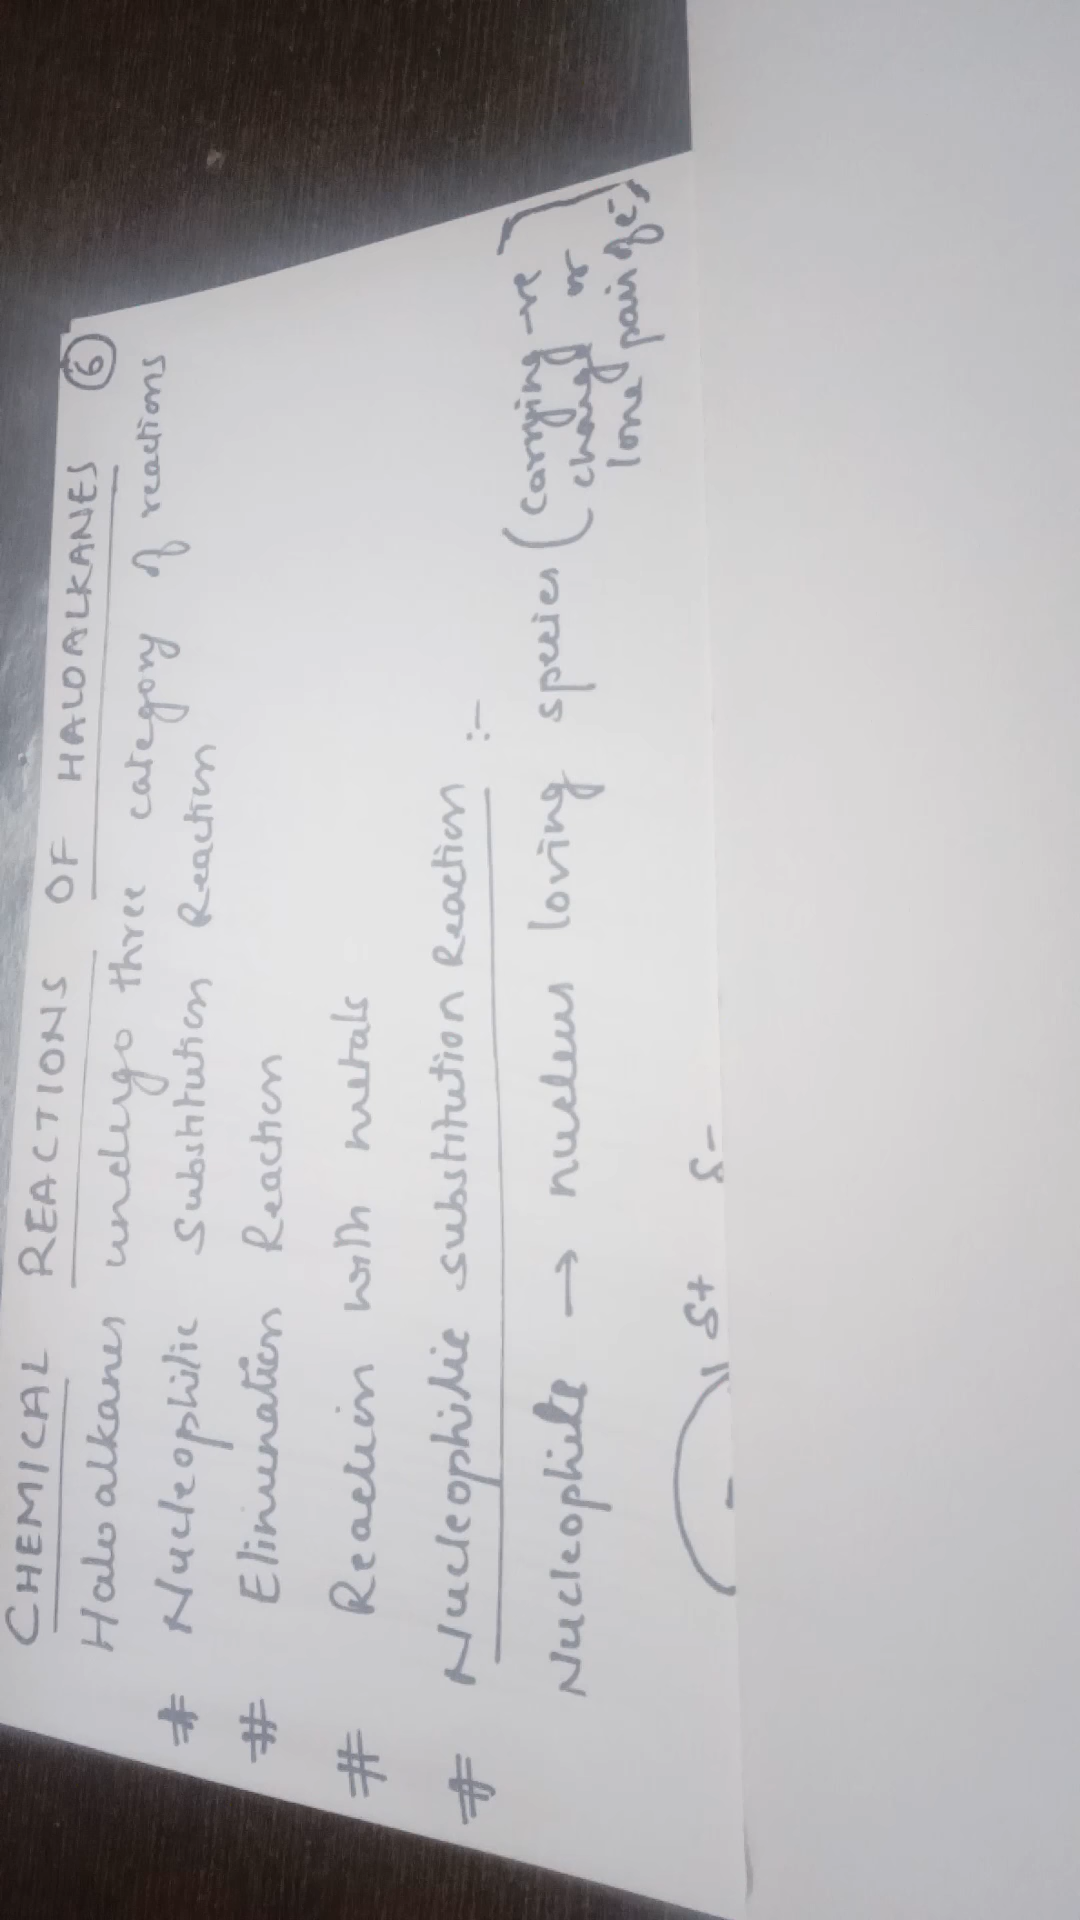 CHEMICAL REACTIONS OF HALOALKANES 6
Haloalkanes undergo three category of reactions
# Nucleophilic Substitution Reaction
# Elimination Reaction
# Reaction with metals
# Nucleophilic substitution Reaction :-
Nucleophile → nucleus loving species (carrying -ve
charge or
lone pair of e-)
δ+ δ-